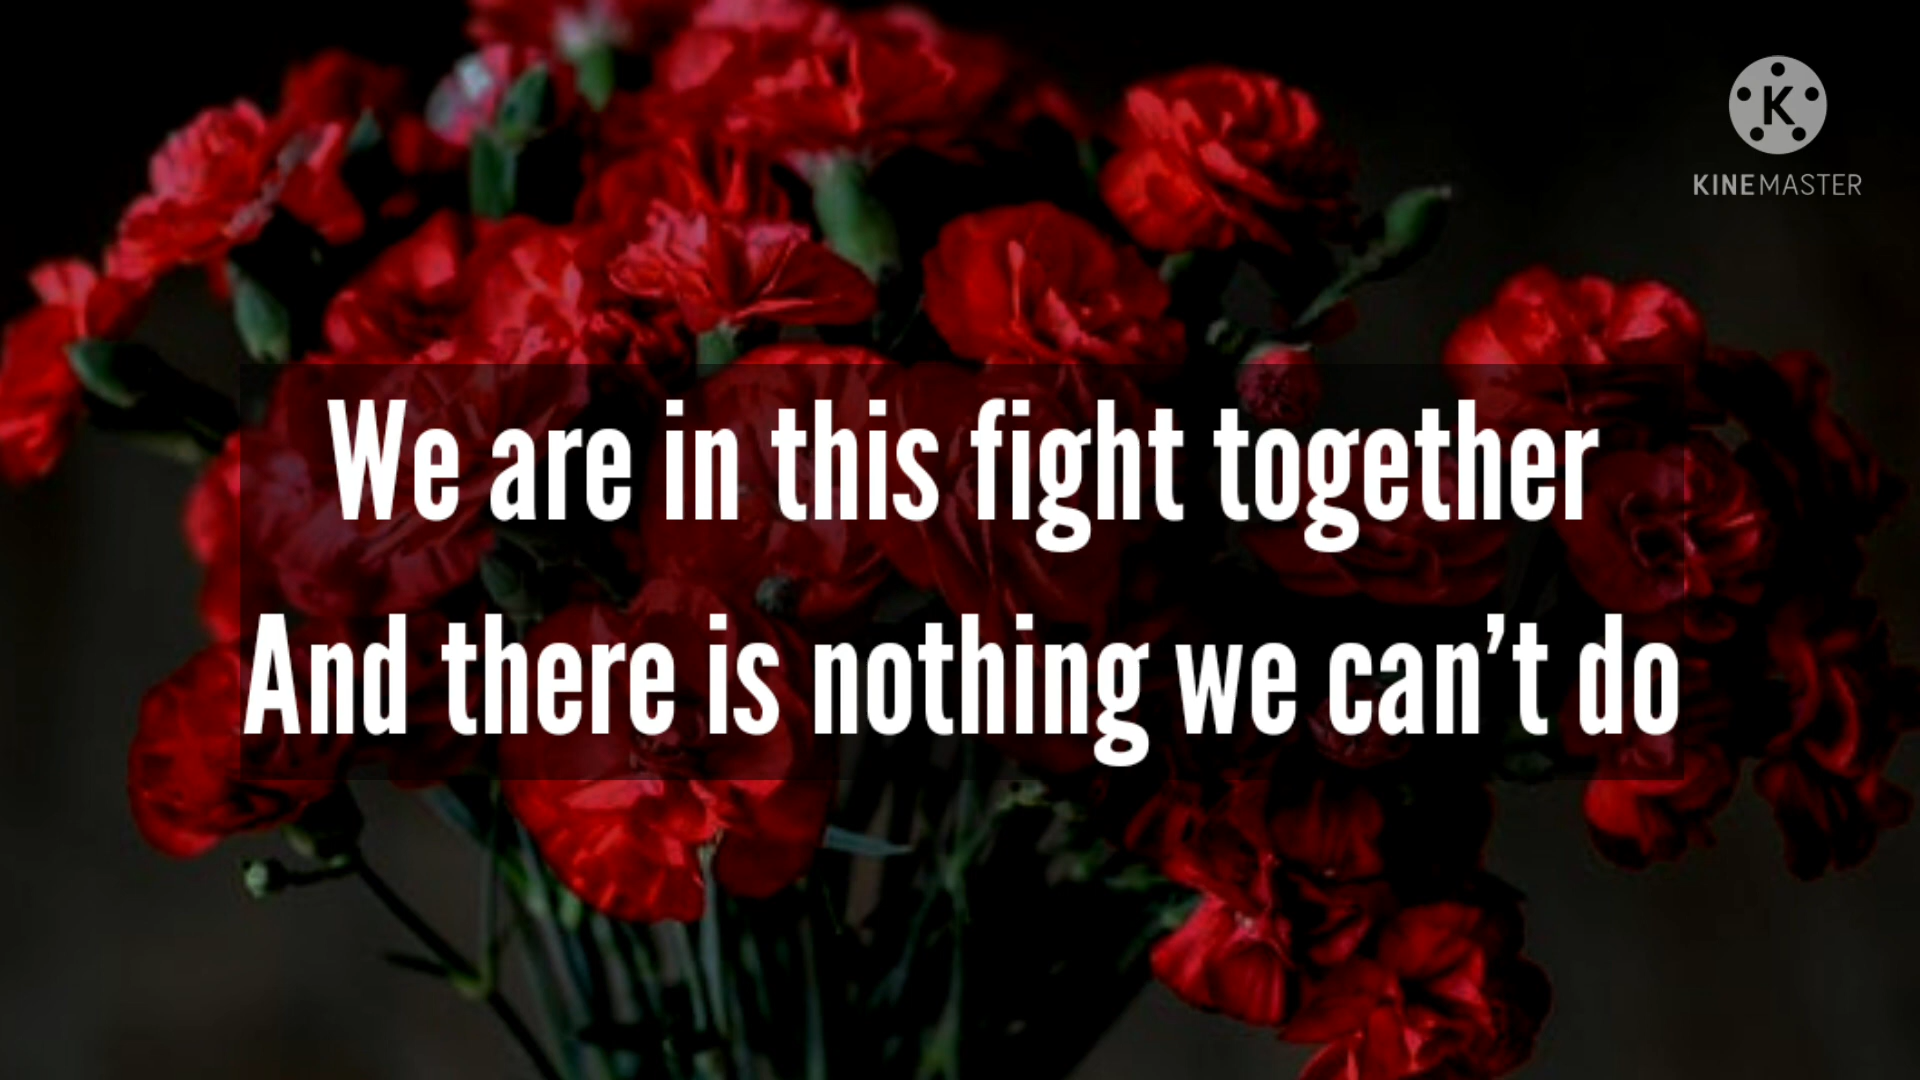 K
KINEMASTER
We are in this fight together
And there is nothing we can’t do